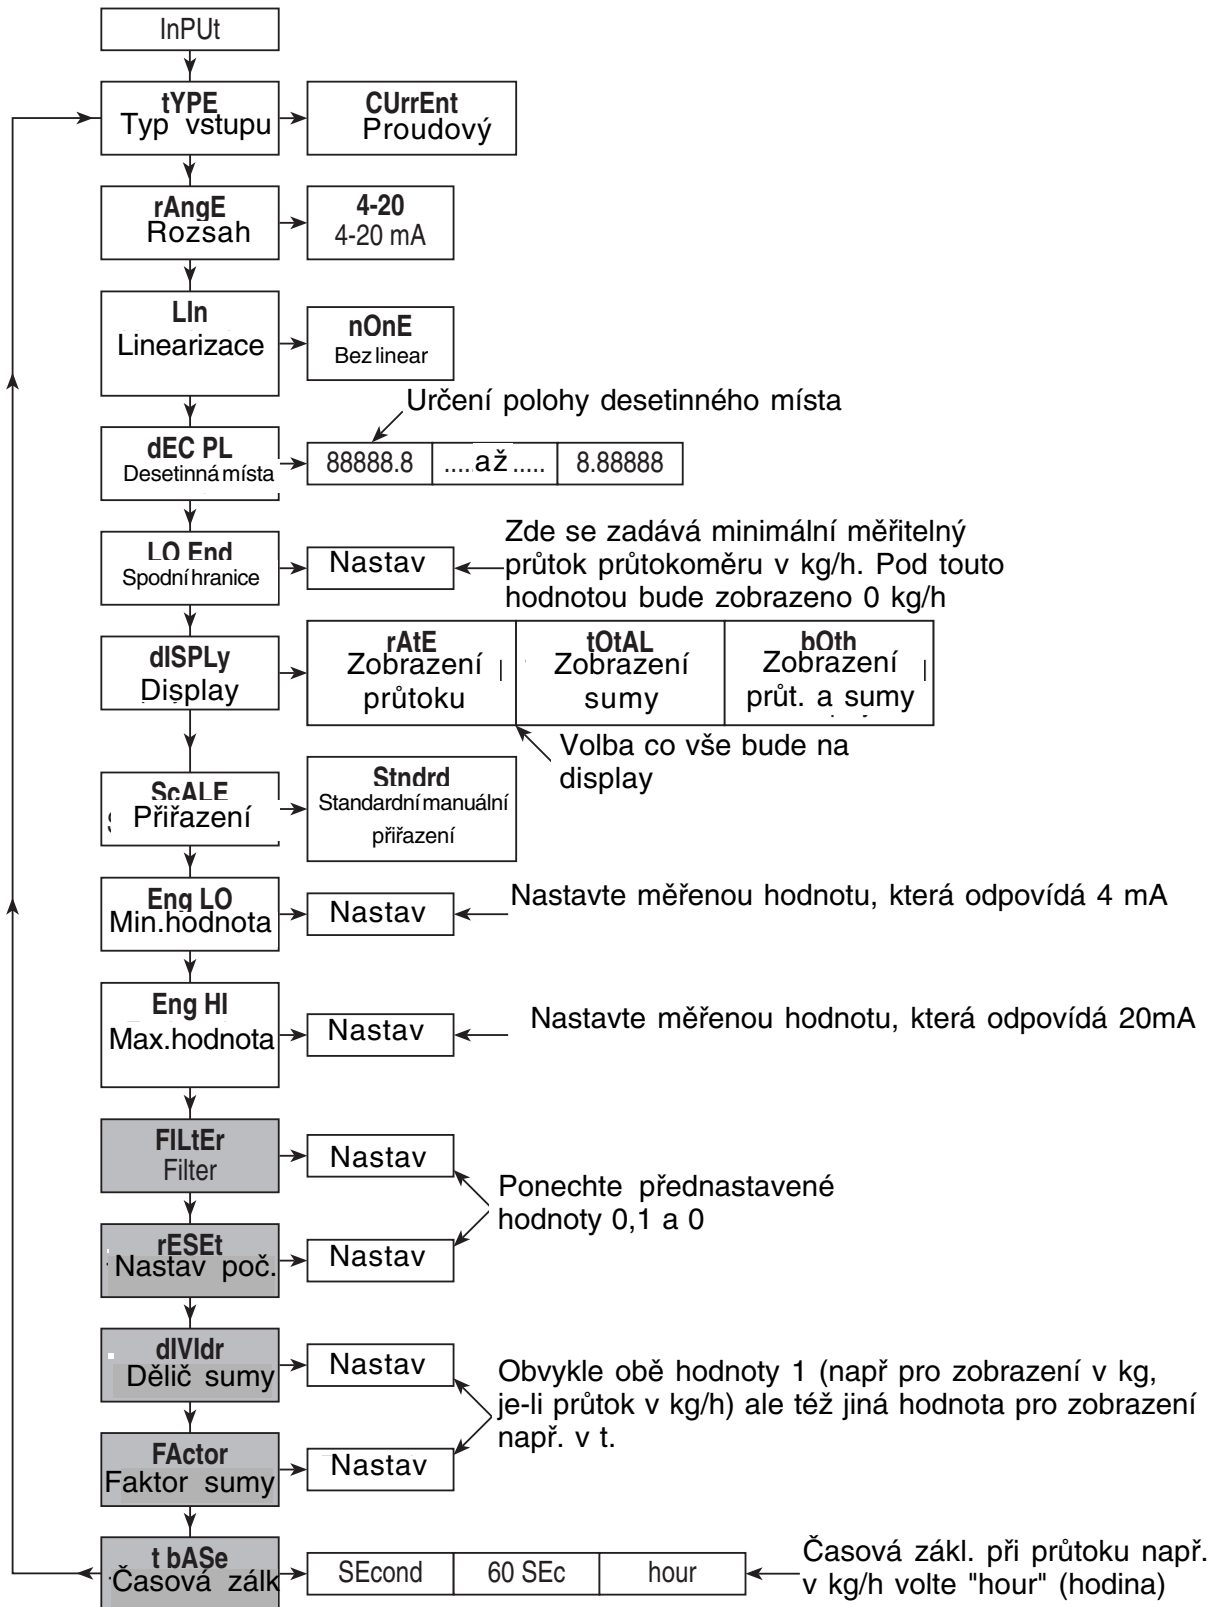 InPUt
tYPE
Typ vstupu
CUrrEnt
Proudový
rAngE
Rozsah
4-20
4-20 mA
LIn
Linearizace
nOnE
Bez linear
Určení polohy desetinného místa
dEC PL
Desetinná místa
88888.8
.....až.....
8.88888
LO End
Spodní hranice
Nastav
Zde se zadává minimální měřitelný
průtok průtokoměru v kg/h. Pod touto
hodnotou bude zobrazeno 0 kg/h
dISPLy
Display
rAtE
Zobrazení
průtoku
tOtAL
Zobrazení
sumy
bOth
Zobrazení
průt. a sumy
Volba co vše bude na
display
ScALE
Přiřazení
Stndrd
Standardní manuální
přiřazení
Eng LO
Min.hodnota
Nastav
Nastavte měřenou hodnotu, která odpovídá 4 mA
Eng HI
Max.hodnota
Nastav
Nastavte měřenou hodnotu, která odpovídá 20mA
FILtEr
Filter
Nastav
Ponechte přednastavené
hodnoty 0,1 a 0
rESEt
Nastav poč.
Nastav
dIVIdr
Dělič sumy
Nastav
Obvykle obě hodnoty 1 (např pro zobrazení v kg,
je-li průtok v kg/h) ale též jiná hodnota pro zobrazení
např. v t.
FActor
Faktor sumy
Nastav
t bASe
Časová zálk
SEcond
60 SEc
hour
Časová zákl. při průtoku např.
v kg/h volte "hour" (hodina)